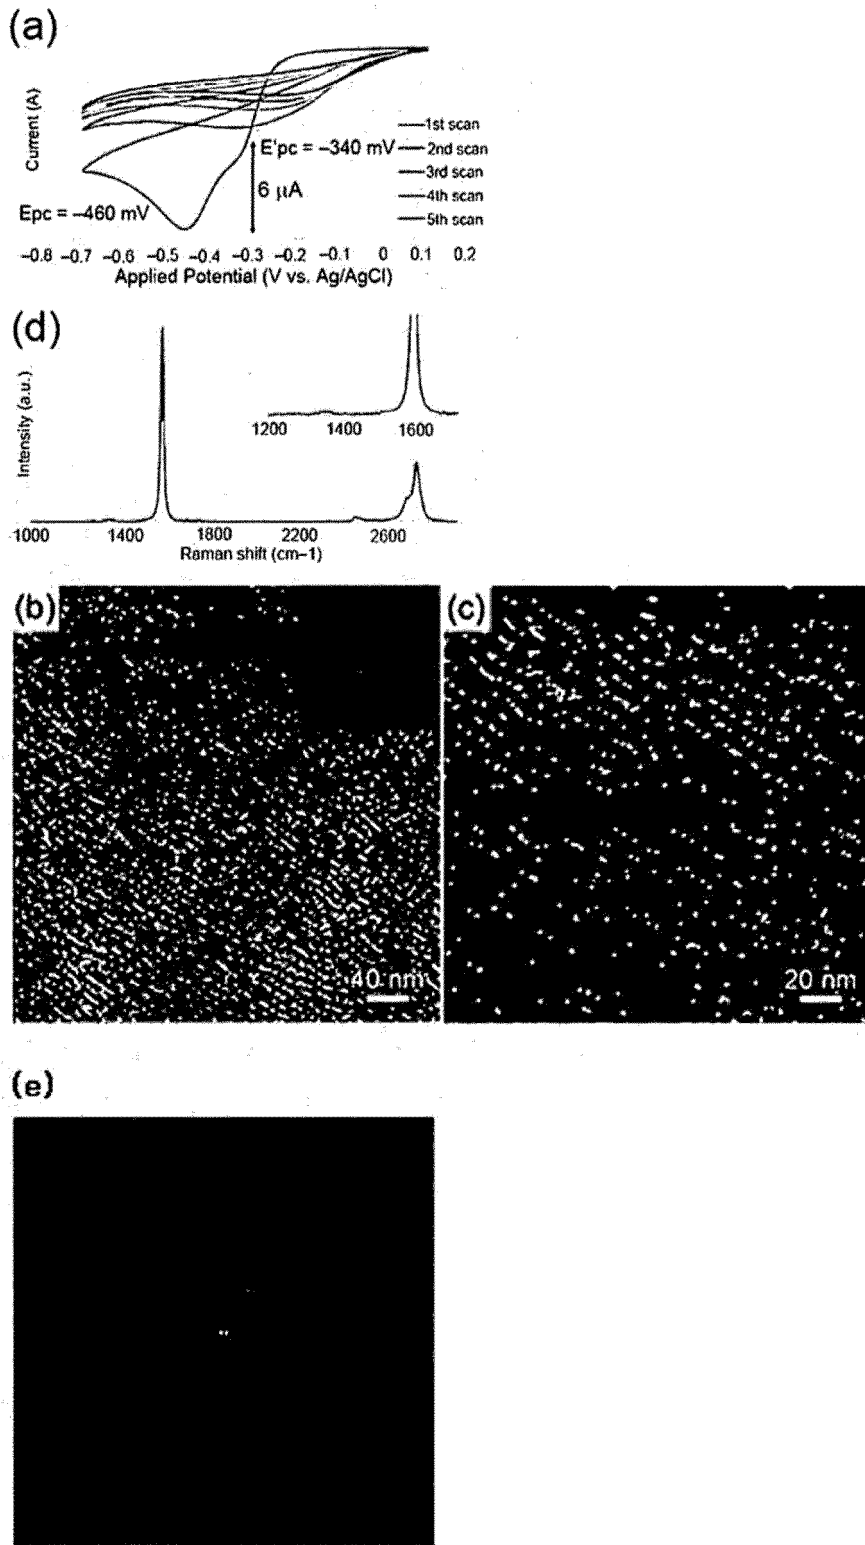 (a)
Current (A)
1st scan
2nd scan
3rd scan
4th scan
5th scan
E'pc = –340 mV
6 μA
Epc = –460 mV
–0.8 –0.7 –0.6 –0.5 –0.4 –0.3 –0.2 –0.1 0 0.1 0.2
Applied Potential (V vs. Ag/AgCl)
(d)
Intensity (a.u.)
1200 1400 1600
1000 1400 1800 2200 2600
Raman shift (cm–1)
(b)
40 nm
(c)
20 nm
(e)